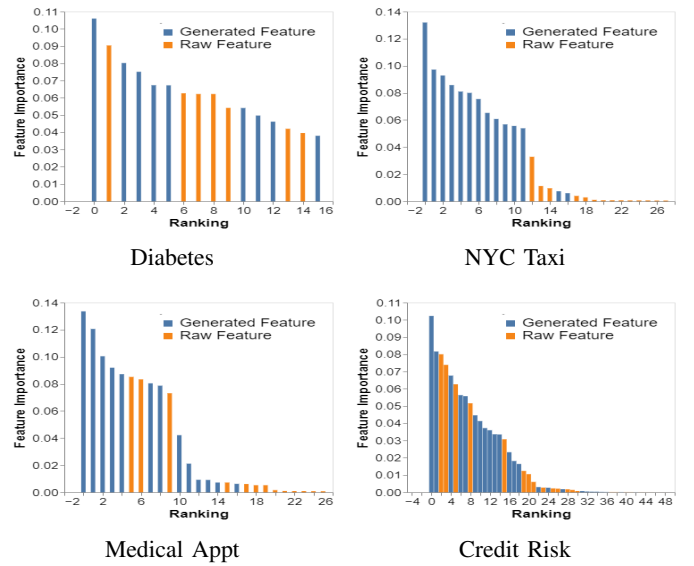 0.11
0.10
0.09
0.08
0.07
0.06
0.05
0.04
0.03
0.02
0.01
0.00
Feature Importance
Generated Feature
Raw Feature
−2 0 2 4 6 8 10 12 14 16
Ranking
Diabetes
0.14
0.12
0.10
0.08
0.06
0.04
0.02
0.00
Feature Importance
Generated Feature
Raw Feature
−2 2 6 10 14 18 22 26
Ranking
NYC Taxi
0.14
0.12
0.10
0.08
0.06
0.04
0.02
0.00
Feature Importance
Generated Feature
Raw Feature
−2 2 6 10 14 18 22 26
Ranking
Medical Appt
0.11
0.10
0.09
0.08
0.07
0.06
0.05
0.04
0.03
0.02
0.01
0.00
Feature Importance
Generated Feature
Raw Feature
−4 0 4 8 12 16 20 24 28 32 36 40 44 48
Ranking
Credit Risk